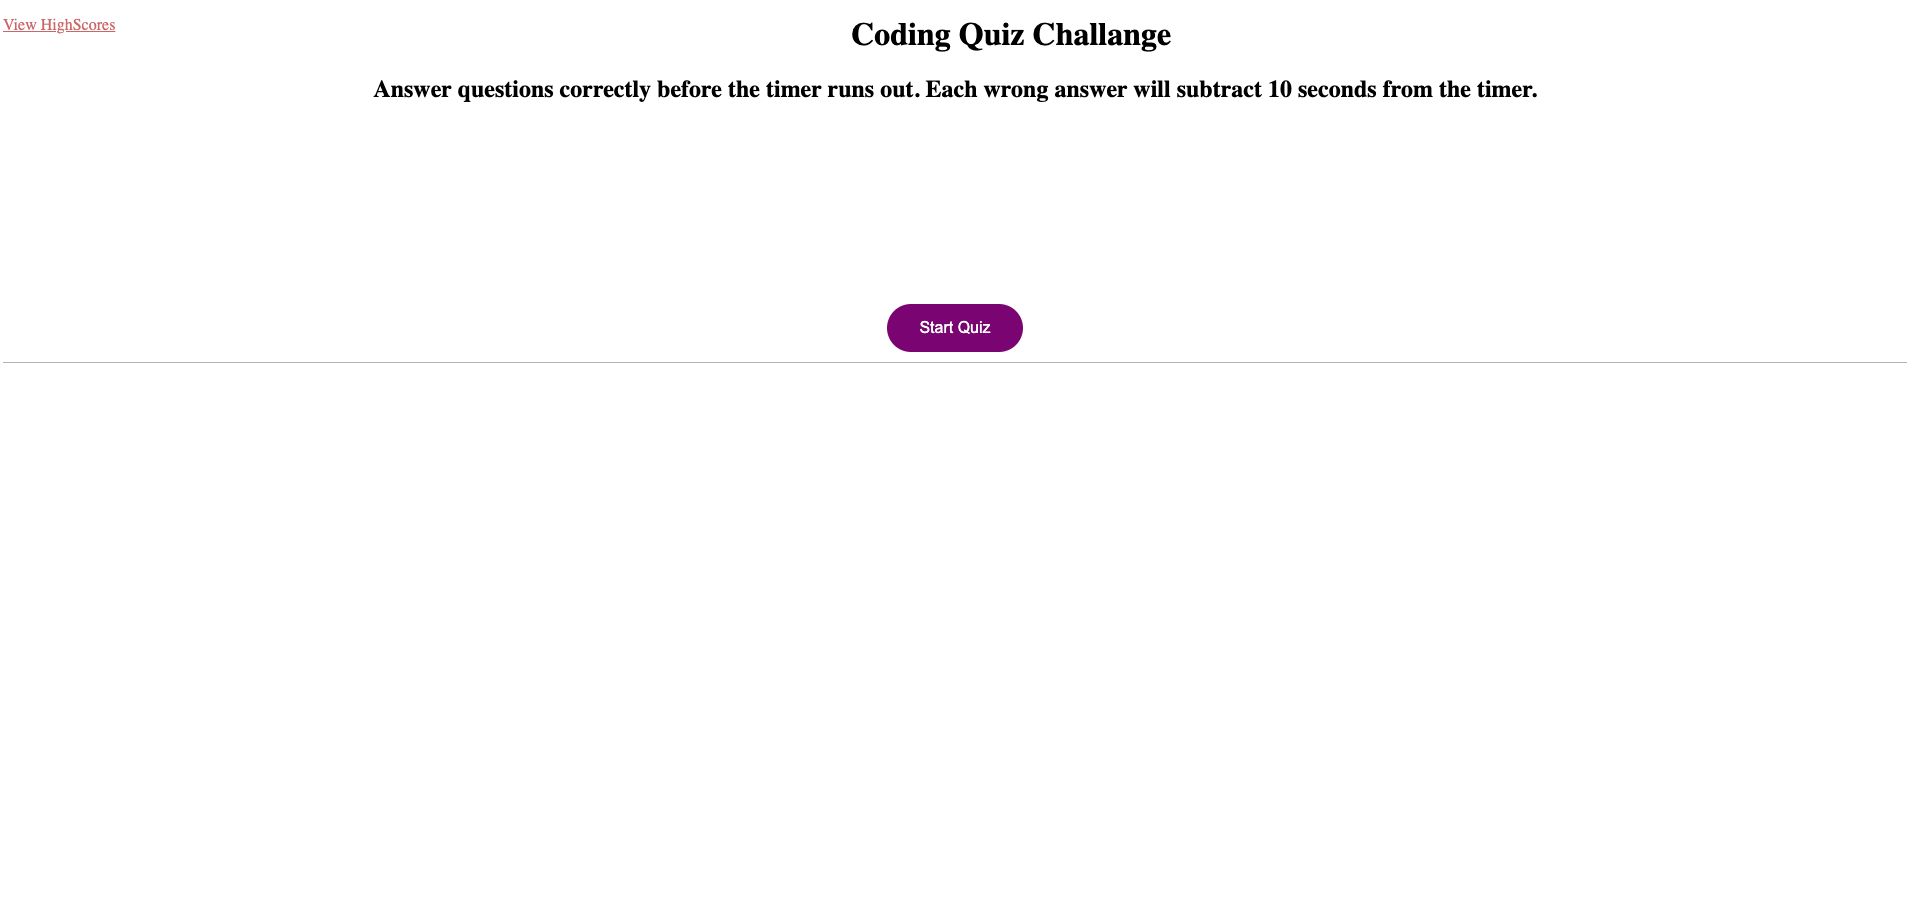 View HighScores
Coding Quiz Challange
Answer questions correctly before the timer runs out. Each wrong answer will subtract 10 seconds from the timer.
Start Quiz